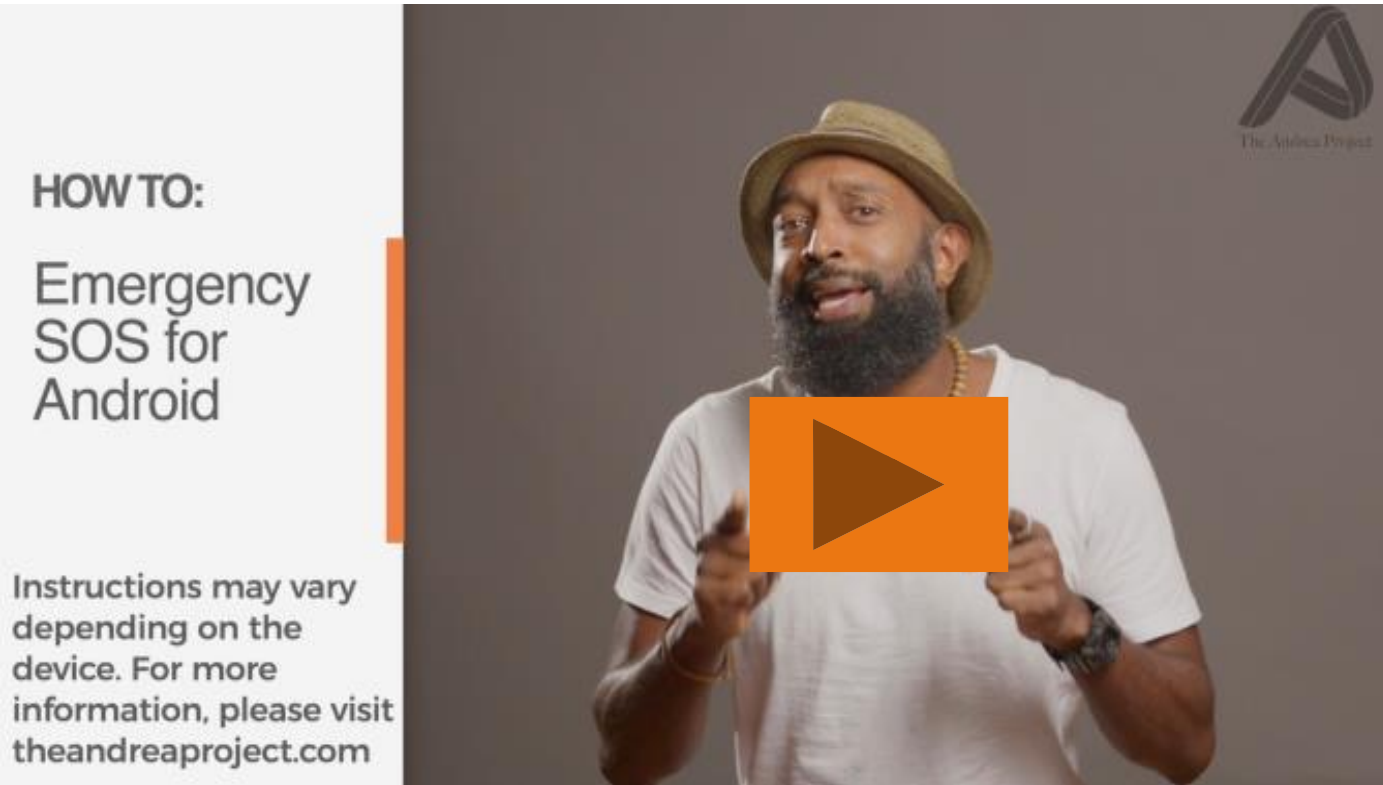 HOW TO:
Emergency
SOS for
Android
Instructions may vary
depending on the
device. For more
information, please visit
theandreaproject.com
The Andrea Project